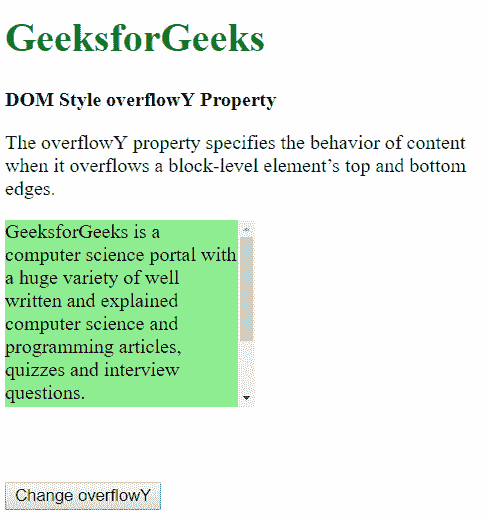 GeeksforGeeks
DOM Style overflowY Property
The overflowY property specifies the behavior of content
when it overflows a block-level element’s top and bottom
edges.
GeeksforGeeks is a
computer science portal with
a huge variety of well
written and explained
computer science and
programming articles,
quizzes and interview
questions.
Change overflowY